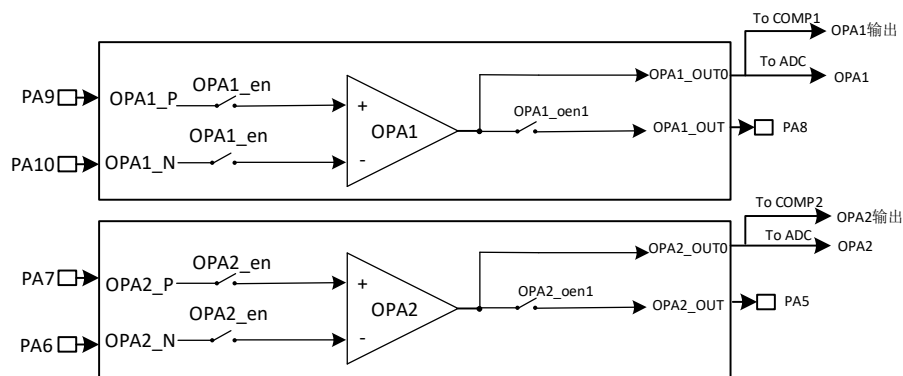 To COMP1
OPA1输出
To ADC
OPA1
OPA1_OUT0
OPA1_en
PA9
OPA1_P
+
OPA1
OPA1_oen1
OPA1_OUT
PA8
OPA1_en
PA10
OPA1_N
-
To COMP2
OPA2输出
To ADC
OPA2
OPA2_OUT0
OPA2_en
PA7
OPA2_P
+
OPA2
OPA2_oen1
OPA2_OUT
PA5
OPA2_en
PA6
OPA2_N
-